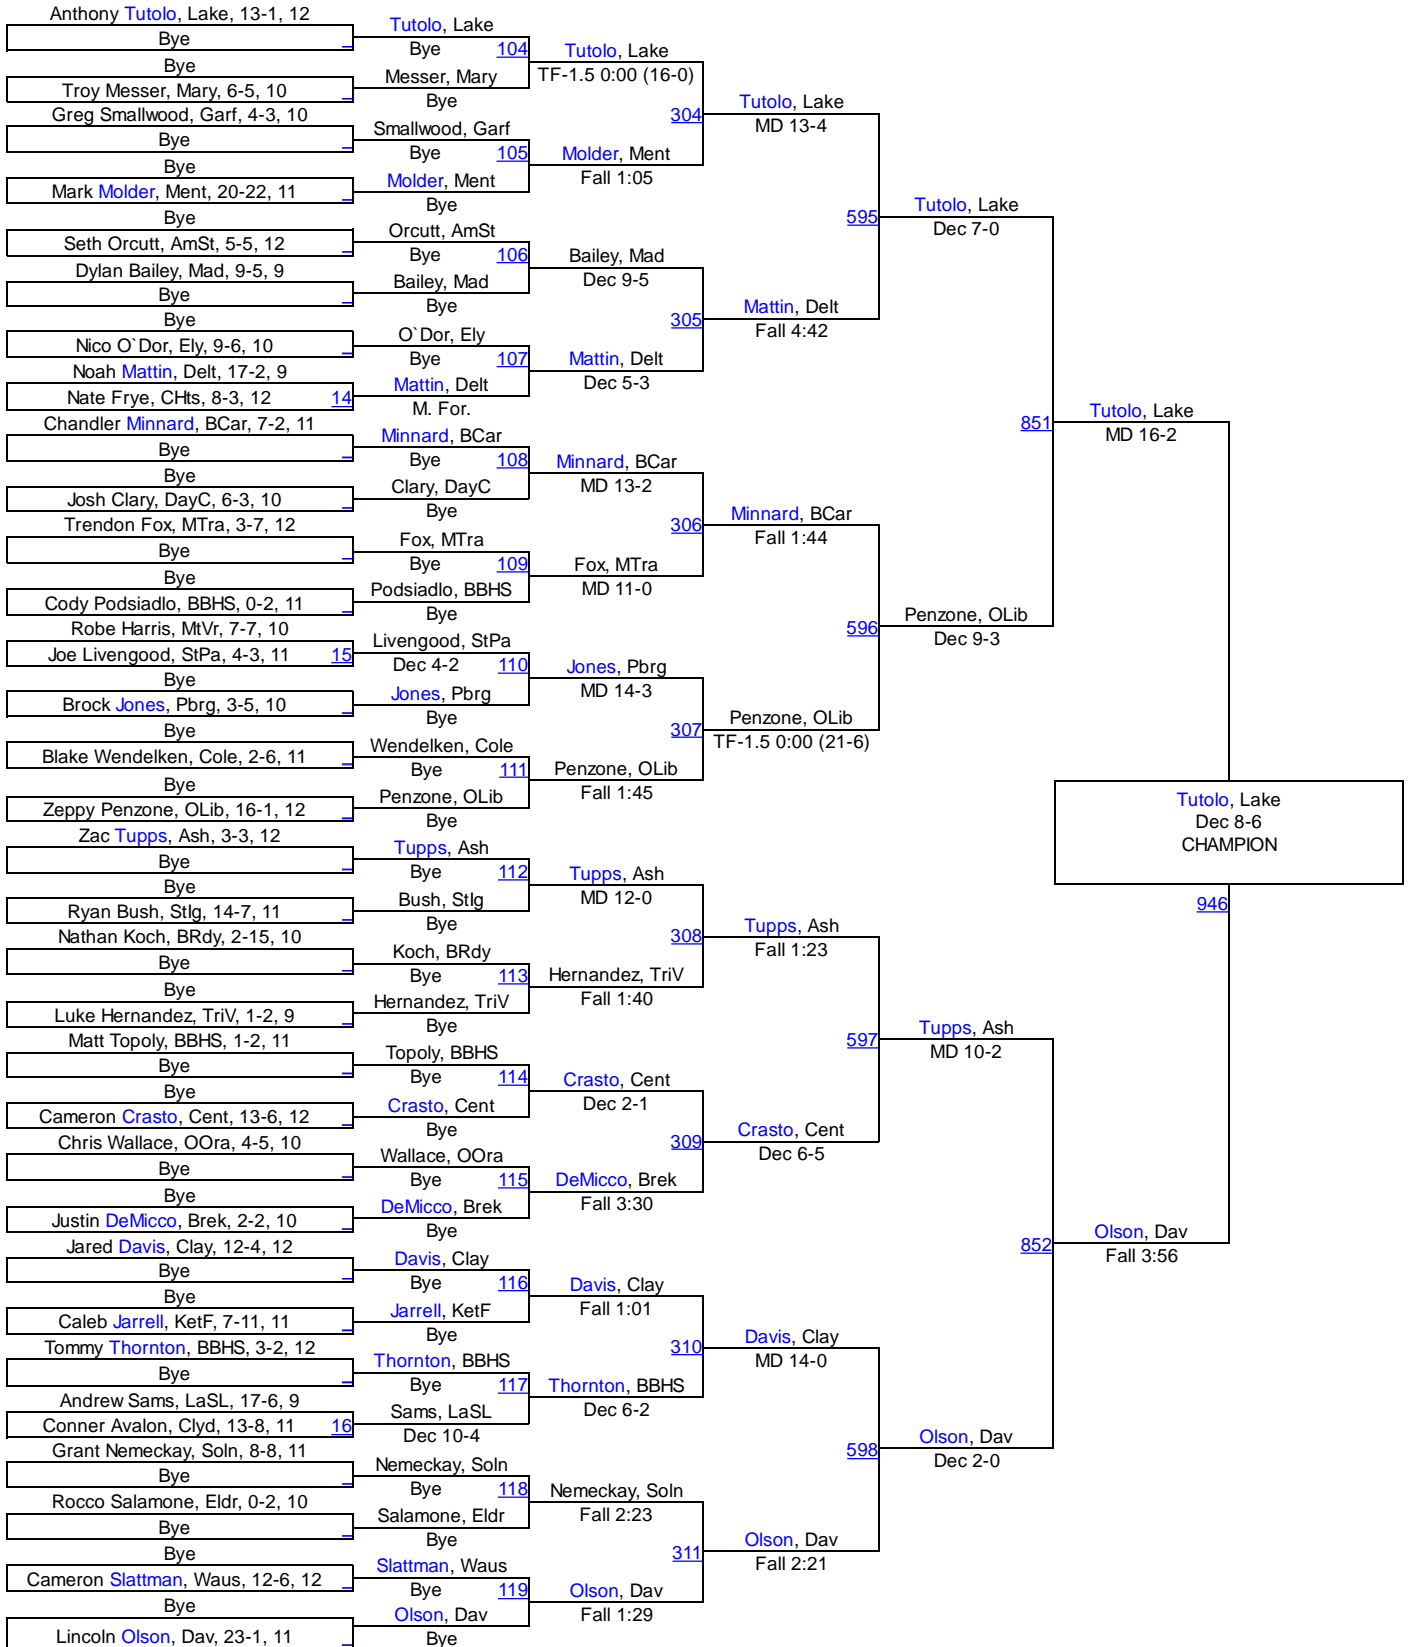 Anthony Tutolo, Lake, 13-1, 12
Bye
Bye
Troy Messer, Mary, 6-5, 10
Greg Smallwood, Garf, 4-3, 10
Bye
Bye
Mark Molder, Ment, 20-22, 11
Bye
Seth Orcutt, AmSt, 5-5, 12
Dylan Bailey, Mad, 9-5, 9
Bye
Bye
Nico O`Dor, Ely, 9-6, 10
Noah Mattin, Delt, 17-2, 9
Nate Frye, CHts, 8-3, 12 14
Chandler Minnard, BCar, 7-2, 11
Bye
Bye
Josh Clary, DayC, 6-3, 10
Trendon Fox, MTra, 3-7, 12
Bye
Bye
Cody Podsiadlo, BBHS, 0-2, 11
Robe Harris, MtVr, 7-7, 10
Joe Livengood, StPa, 4-3, 11 15
Bye
Brock Jones, Pbrg, 3-5, 10
Bye
Blake Wendelken, Cole, 2-6, 11
Bye
Zeppy Penzone, OLib, 16-1, 12
Zac Tupps, Ash, 3-3, 12
Bye
Bye
Ryan Bush, StIg, 14-7, 11
Nathan Koch, BRdy, 2-15, 10
Bye
Bye
Luke Hernandez, TriV, 1-2, 9
Matt Topoly, BBHS, 1-2, 11
Bye
Bye
Cameron Crasto, Cent, 13-6, 12
Chris Wallace, OOra, 4-5, 10
Bye
Bye
Justin DeMicco, Brek, 2-2, 10
Jared Davis, Clay, 12-4, 12
Bye
Bye
Caleb Jarrell, KetF, 7-11, 11
Tommy Thornton, BBHS, 3-2, 12
Bye
Andrew Sams, LaSL, 17-6, 9
Conner Avalon, Clyd, 13-8, 11 16
Grant Nemeckay, Soln, 8-8, 11
Bye
Rocco Salamone, Eldr, 0-2, 10
Bye
Bye
Cameron Slattman, Waus, 12-6, 12
Bye
Lincoln Olson, Dav, 23-1, 11
Tutolo, Lake
Bye 104
Messer, Mary
Bye
Smallwood, Garf
Bye 105
Molder, Ment
Bye
Orcutt, AmSt
Bye 106
Bailey, Mad
Bye
O`Dor, Ely
Bye 107
Mattin, Delt
M. For.
Minnard, BCar
Bye 108
Clary, DayC
Bye
Fox, MTra
Bye 109
Podsiadlo, BBHS
Bye
Livengood, StPa
Dec 4-2 110
Jones, Pbrg
Bye
Wendelken, Cole
Bye 111
Penzone, OLib
Bye
Tupps, Ash
Bye 112
Bush, StIg
Bye
Koch, BRdy
Bye 113
Hernandez, TriV
Bye
Topoly, BBHS
Bye 114
Crasto, Cent
Bye
Wallace, OOra
Bye 115
DeMicco, Brek
Bye
Davis, Clay
Bye 116
Jarrell, KetF
Bye
Thornton, BBHS
Bye 117
Sams, LaSL
Dec 10-4
Nemeckay, Soln
Bye 118
Salamone, Eldr
Bye
Slattman, Waus
Bye 119
Olson, Dav
Bye
Tutolo, Lake
TF-1.5 0:00 (16-0)
304
Molder, Ment
Fall 1:05
Bailey, Mad
Dec 9-5
305
Mattin, Delt
Dec 5-3
Minnard, BCar
MD 13-2
306
Fox, MTra
MD 11-0
Jones, Pbrg
MD 14-3
307
Penzone, OLib
Fall 1:45
Tupps, Ash
MD 12-0
308
Hernandez, TriV
Fall 1:40
Crasto, Cent
Dec 2-1
309
DeMicco, Brek
Fall 3:30
Davis, Clay
Fall 1:01
310
Thornton, BBHS
Dec 6-2
Nemeckay, Soln
Fall 2:23
311
Olson, Dav
Fall 1:29
Tutolo, Lake
MD 13-4
595
Mattin, Delt
Fall 4:42
Minnard, BCar
Fall 1:44
596
Penzone, OLib
TF-1.5 0:00 (21-6)
Tupps, Ash
Fall 1:23
597
Crasto, Cent
Dec 6-5
Davis, Clay
MD 14-0
598
Olson, Dav
Fall 2:21
Tutolo, Lake
Dec 7-0
851
Penzone, OLib
Dec 9-3
Tupps, Ash
MD 10-2
852
Olson, Dav
Dec 2-0
Tutolo, Lake
MD 16-2
Olson, Dav
Fall 3:56
Tutolo, Lake
Dec 8-6
CHAMPION
946